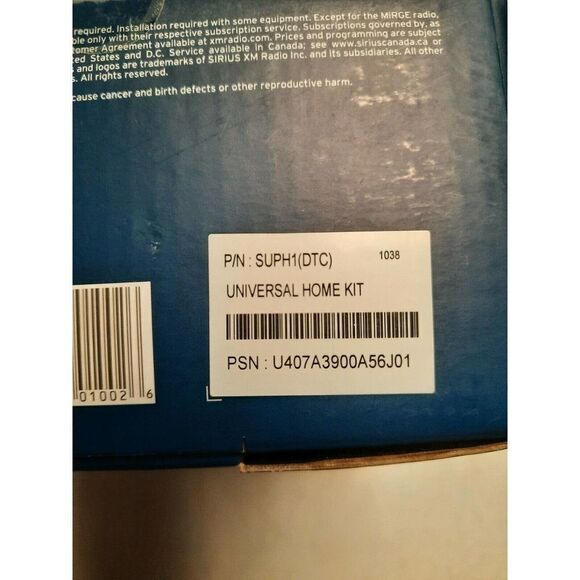 required. Installation required with some equipment. Except for the MiRGE radio,
able only with their respective subscription service. Subscriptions governed by, as
stomer Agreement available at xmradio.com. Prices and programming are subject
ted States and D.C. Service available in Canada; see www.siriuscanada.ca or
s and logos are trademarks of SIRIUS XM Radio Inc. and its subsidiaries. All other
s. All rights reserved.
cause cancer and birth defects or other reproductive harm.
P/N : SUPH1(DTC) 1038
UNIVERSAL HOME KIT
PSN : U407A3900A56J01
01002 6